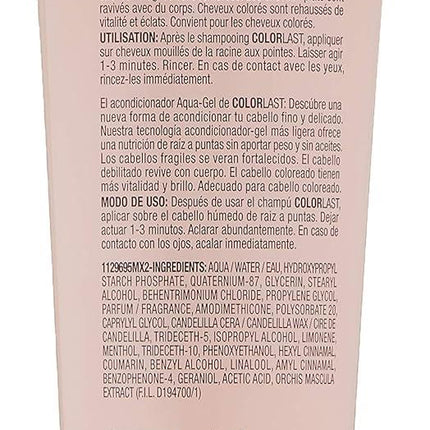 ravivés avec du corps. Cheveux colorés sont rehaussés de
vitalité et éclats. Convient pour cheveux colorés.
UTILISATION: Après le shampooing COLORLAST, appliquer
sur cheveux mouillés de la racine aux pointes. Laisser agir
1-3 minutes. Rincer. En cas de contact avec les yeux,
rincez-les immédiatement.
El acondicionador Aqua-Gel de COLORLAST: Descúbre una
nueva forma de acondicionar tu cabello fino y delicado.
Nuestra tecnología acondicionador-gel más ligera ofrece
una nutrición de raíz a puntas sin aportar peso y sin aceites.
Los cabellos fragiles se veran fortalecidos. El cabello
debilitado revive con cuerpo. El cabello coloreado tienen
más vitalidad y brillo. Adecuado para cabello coloreado.
MODO DE USO: Después de usar el champú COLORLAST,
aplicar sobre el cabello húmedo de raíz a puntas. Dejar
actuar 1-3 minutos. Aclarar abundantemente. En caso de
contacto con los ojos, acalar inmediatamente.
1129695MX2-INGREDIENTS: AQUA / WATER / EAU, HYDROXYPROPYL
STARCH PHOSPHATE, QUATERNIUM-87, GLYCERIN, STEARYL
ALCOHOL, BEHENTRIMONIUM CHLORIDE, PROPYLENE GLYCOL,
PARFUM / FRAGRANCE, AMODIMETHICONE, POLYSORBATE 20,
CAPRYLYL GLYCOL, CANDELILLA CERA / CANDELILLA WAX / CIRE DE
CANDELILLA, TRIDECETH-5, ISOPROPYL ALCOHOL, LIMONENE,
MENTHOL, TRIDECETH-10, PHENOXYETHANOL, HEXYL CINNAMAL,
COUMARIN, BENZYL ALCOHOL, LINALOOL, AMYL CINNAMAL,
BENZOPHENONE-4, GERANIOL, ACETIC ACID, ORCHIS MASCULA
EXTRACT (F.I.L. D194700/1)